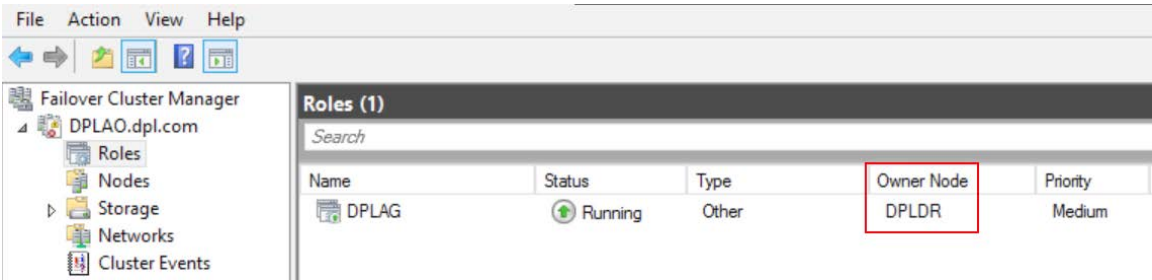 File Action View Help
Failover Cluster Manager
DPLAO.dpl.com
Roles
Nodes
Storage
Networks
Cluster Events
Roles (1)
Search
Name Status Type Owner Node Priority
DPLAG Running Other DPLDR Medium